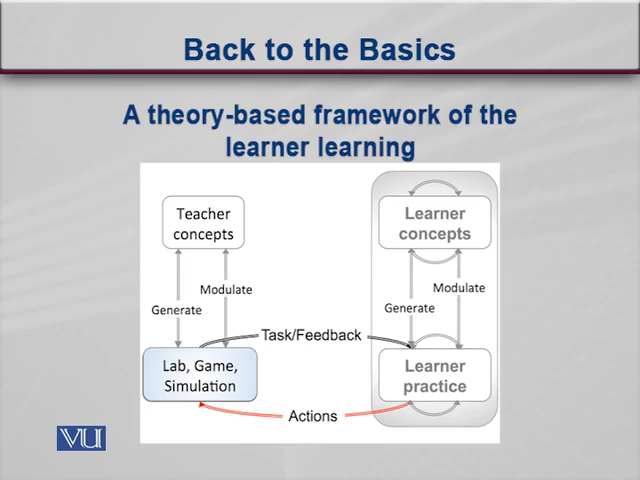 Back to the Basics
A theory-based framework of the
learner learning
Teacher
concepts
Learner
concepts
Generate
Modulate
Generate
Modulate
Task/Feedback
Lab, Game,
Simulation
Learner
practice
Actions
VU